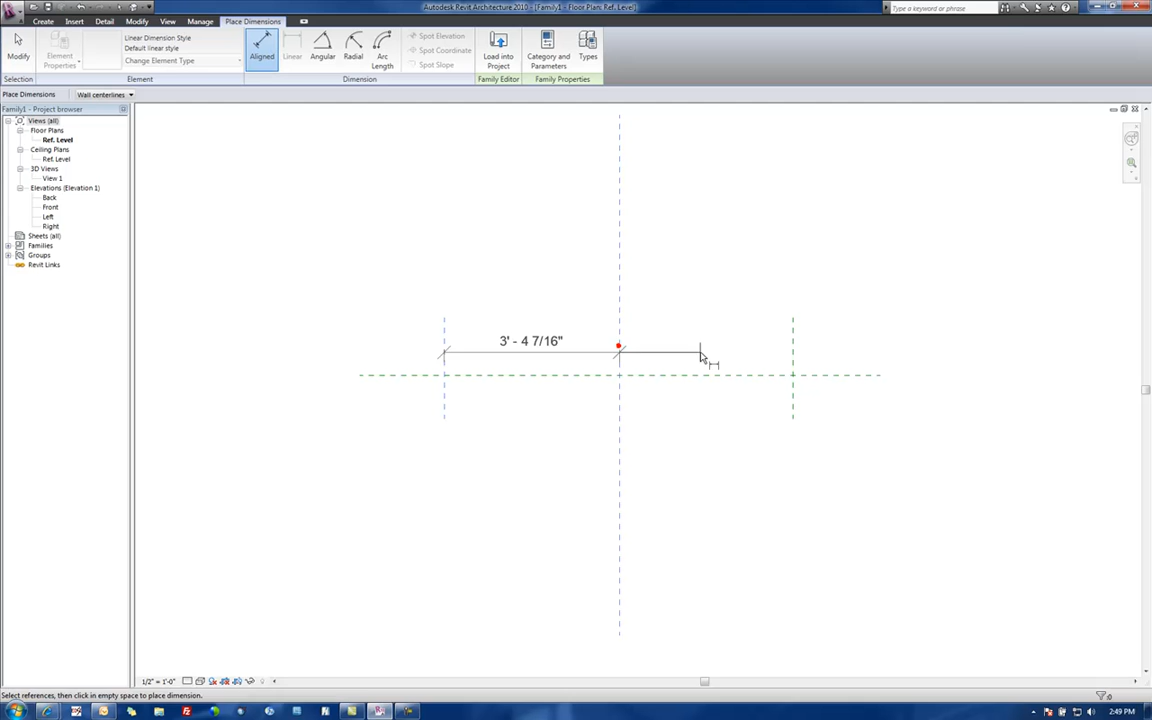 Autodesk Revit Architecture 2010 - [Family1 - Floor Plan: Ref. Level]
Type a keyword or phrase
Create Insert Detail Modify View Manage Place Dimensions
Modify
Element Properties
Linear Dimension Style
Default linear style
Change Element Type
Aligned
Linear
Angular
Radial
Arc Length
Spot Elevation
Spot Coordinate
Spot Slope
Load into Project
Category and Parameters
Types
Selection Element Dimension Family Editor Family Properties
Place Dimensions Wall centerlines
Family1 - Project browser
Views (all)
Floor Plans
Ref. Level
Ceiling Plans
Ref. Level
3D Views
View 1
Elevations (Elevation 1)
Back
Front
Left
Right
Sheets (all)
Families
Groups
Revit Links
3' - 4 7/16"
1/2" = 1'-0"
Select references, then click in empty space to place dimension.
:0
2:49 PM